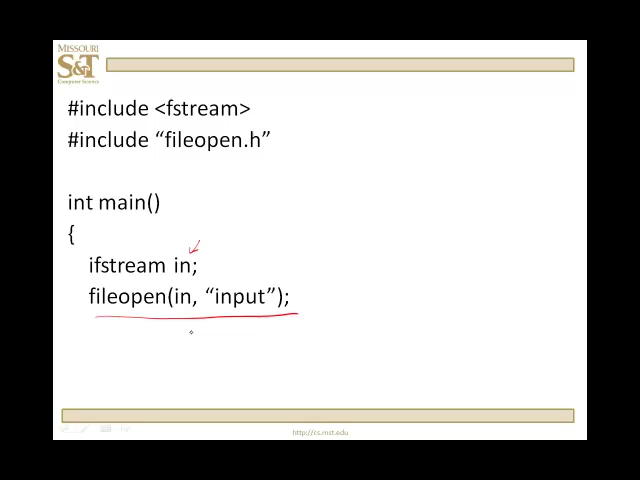 MISSOURI
S&T
Computer Science
#include <fstream>
#include “fileopen.h”
int main()
{
ifstream in;
fileopen(in, “input”);
http://cs.mst.edu